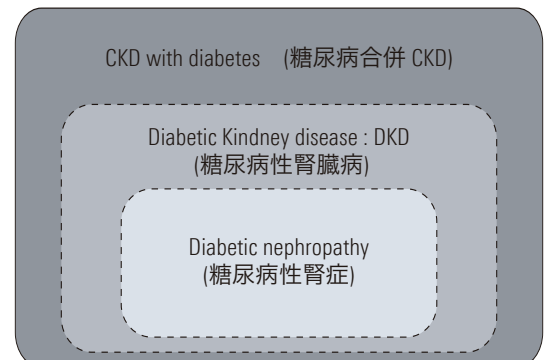 CKD with diabetes (糖尿病合併 CKD)
Diabetic Kindney disease : DKD
(糖尿病性腎臓病)
Diabetic nephropathy
(糖尿病性腎症)